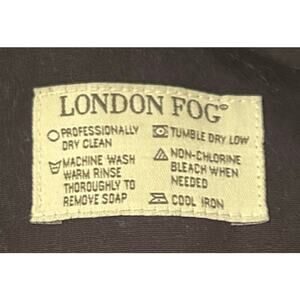 LONDON FOG®
PROFESSIONALLY
DRY CLEAN
MACHINE WASH
WARM RINSE
THOROUGHLY TO
REMOVE SOAP
TUMBLE DRY LOW
NON-CHLORINE
BLEACH WHEN
NEEDED
COOL IRON